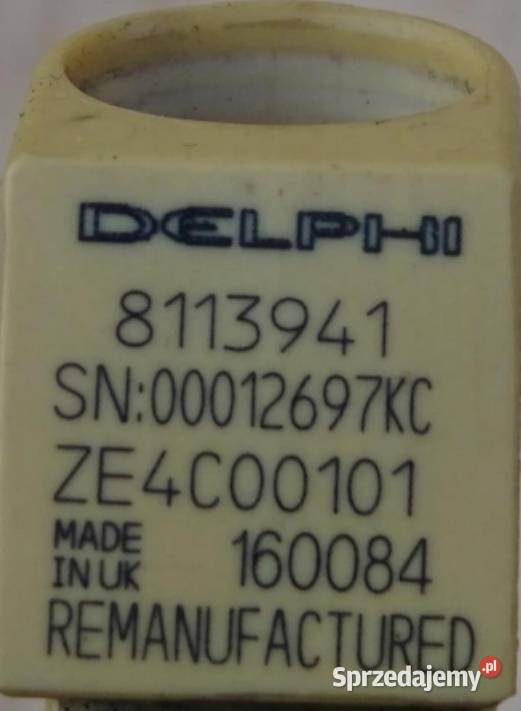 DELPHI
8113941
SN:00012697KC
ZE4C00101
MADE
IN UK
160084
REMANUFACTURED
Sprzedajemy.pl